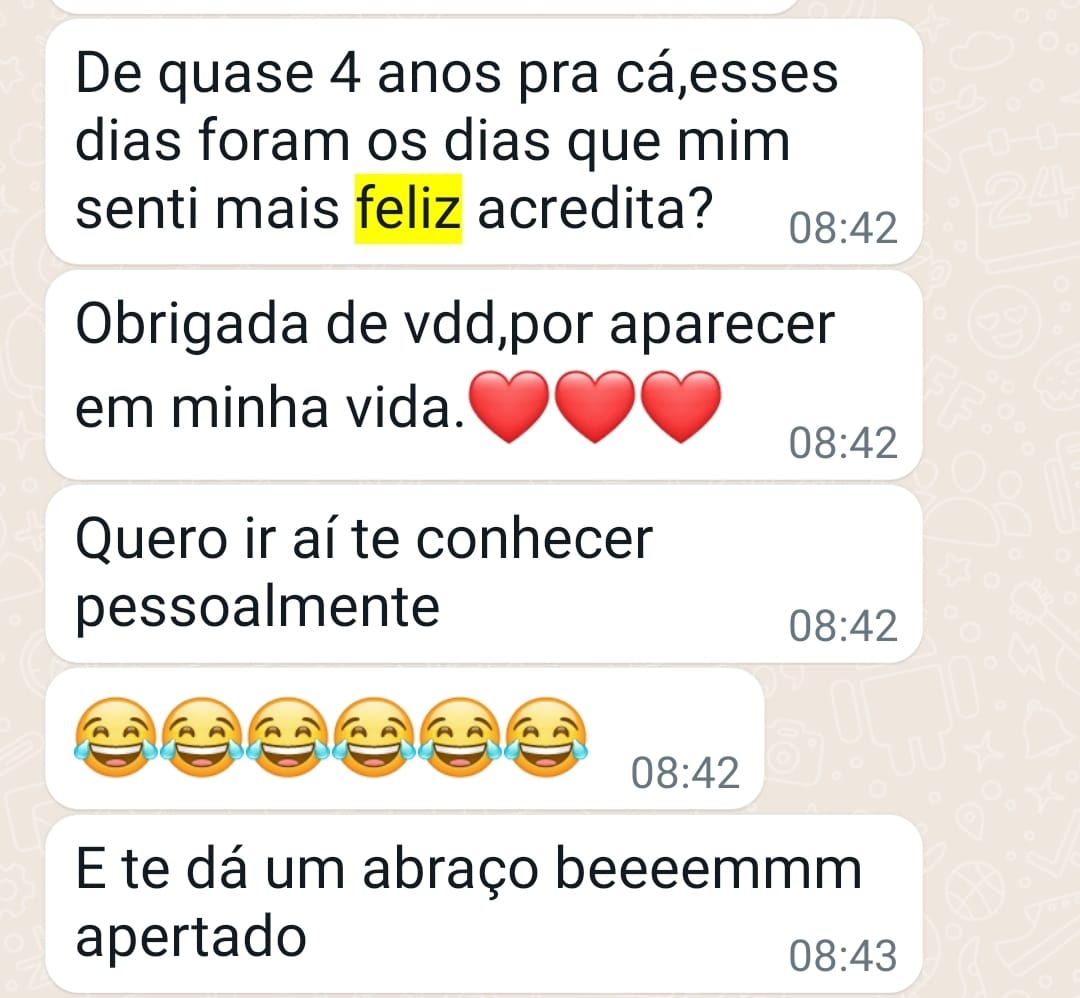 De quase 4 anos pra cá,esses
dias foram os dias que mim
senti mais feliz acredita?
08:42
Obrigada de vdd,por aparecer
em minha vida.❤️❤️❤️
08:42
Quero ir aí te conhecer
pessoalmente
08:42
😂😂😂😂😂😂
08:42
E te dá um abraço beeeemmm
apertado
08:43